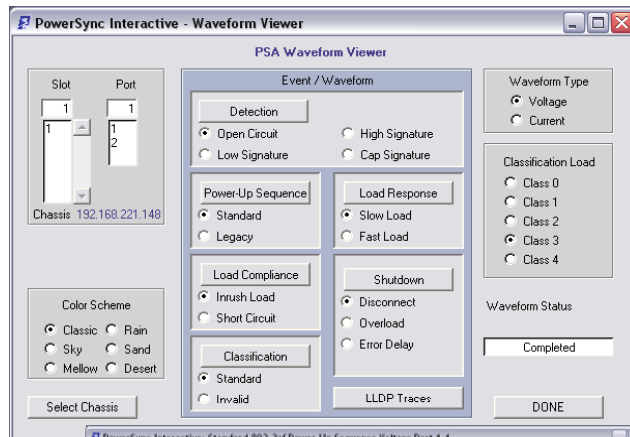 PowerSync Interactive - Waveform Viewer
PSA Waveform Viewer
Slot Port
1 1
1 1
2
Chassis 192.168.221.148
Color Scheme
Classic Rain
Sky Sand
Mellow Desert
Select Chassis
Event / Waveform
Detection
Open Circuit High Signature
Low Signature Cap Signature
Power-Up Sequence
Standard
Legacy
Load Response
Slow Load
Fast Load
Load Compliance
Inrush Load
Short Circuit
Shutdown
Disconnect
Overload
Error Delay
Classification
Standard
Invalid
LLDP Traces
Waveform Type
Voltage
Current
Classification Load
Class 0
Class 1
Class 2
Class 3
Class 4
Waveform Status
Completed
DONE